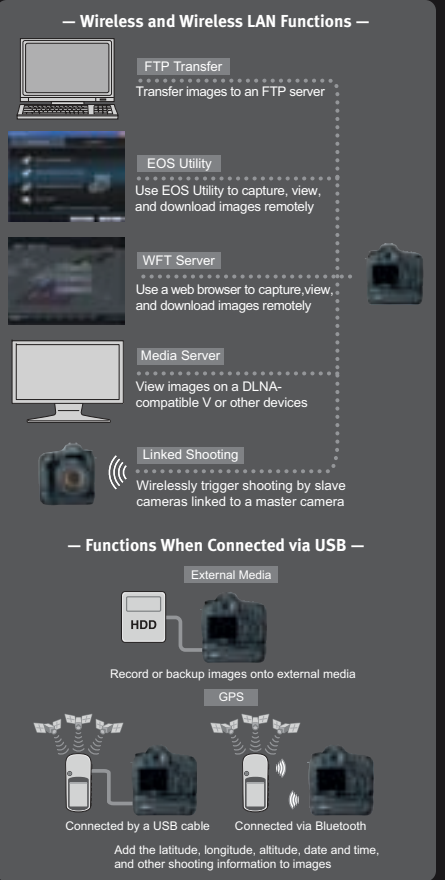 — Wireless and Wireless LAN Functions —
FTP Transfer
Transfer images to an FTP server
EOS Utility
Use EOS Utility to capture, view,
and download images remotely
WFT Server
Use a web browser to capture,view,
and download images remotely
Media Server
View images on a DLNA-
compatible V or other devices
Linked Shooting
Wirelessly trigger shooting by slave
cameras linked to a master camera
— Functions When Connected via USB —
External Media
HDD
Record or backup images onto external media
GPS
Connected by a USB cable
Connected via Bluetooth
Add the latitude, longitude, altitude, date and time,
and other shooting information to images